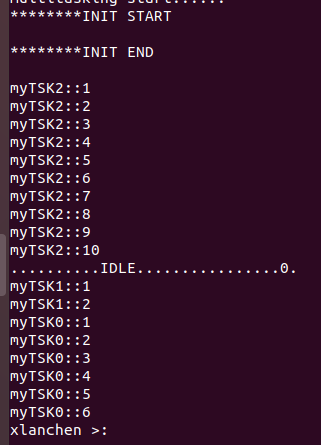 Multitasking start......
********INIT START
********INIT END
myTSK2::1
myTSK2::2
myTSK2::3
myTSK2::4
myTSK2::5
myTSK2::6
myTSK2::7
myTSK2::8
myTSK2::9
myTSK2::10
..........IDLE................0.
myTSK1::1
myTSK1::2
myTSK0::1
myTSK0::2
myTSK0::3
myTSK0::4
myTSK0::5
myTSK0::6
xlanchen >: